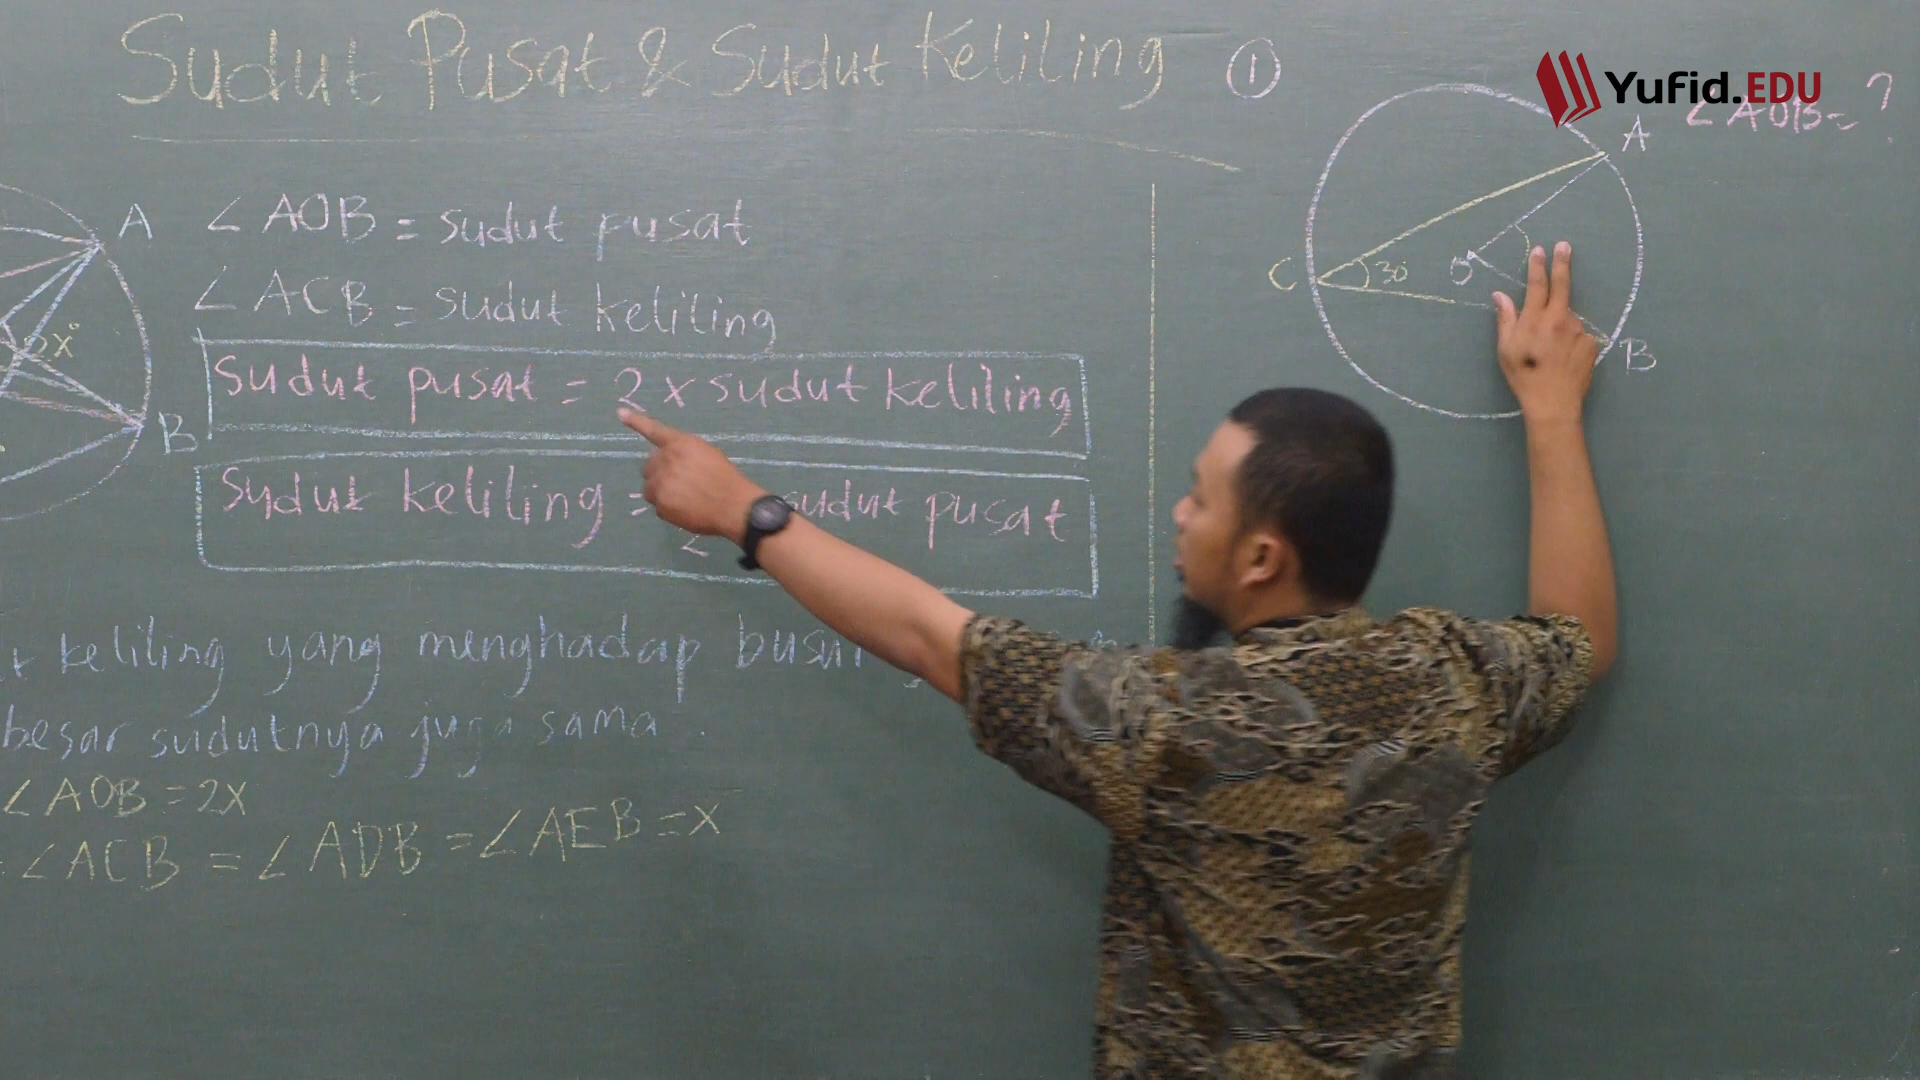 Sudut Pusat & Sudut Keliling
∠AOB = sudut pusat
∠ACB = sudut keliling
Sudut pusat = 2 x sudut keliling
Sudut keliling = 2 sudut pusat
keliling yang menghadap busur
besar sudutnya juga sama.
∠AOB = 2x
∠ACB = ∠ADB = ∠AEB = x
A
B
2x°
1
Yufid.EDU
∠AOB = ?
A
C
30°
O
B